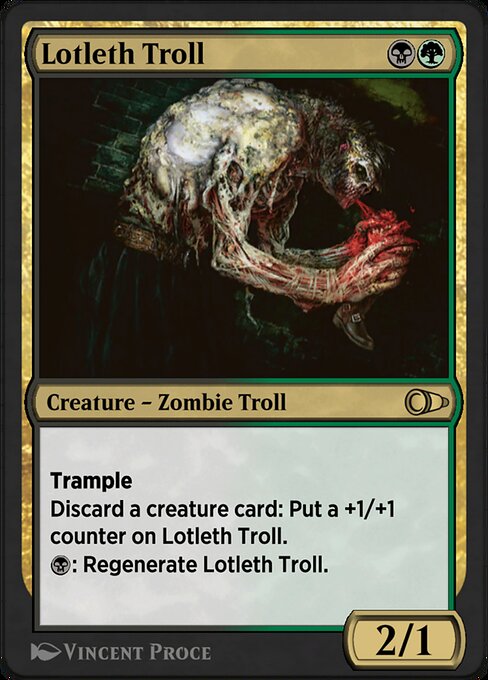 Lotleth Troll
Creature – Zombie Troll
Trample
Discard a creature card: Put a +1/+1
counter on Lotleth Troll.
: Regenerate Lotleth Troll.
2/1
Vincent Proce